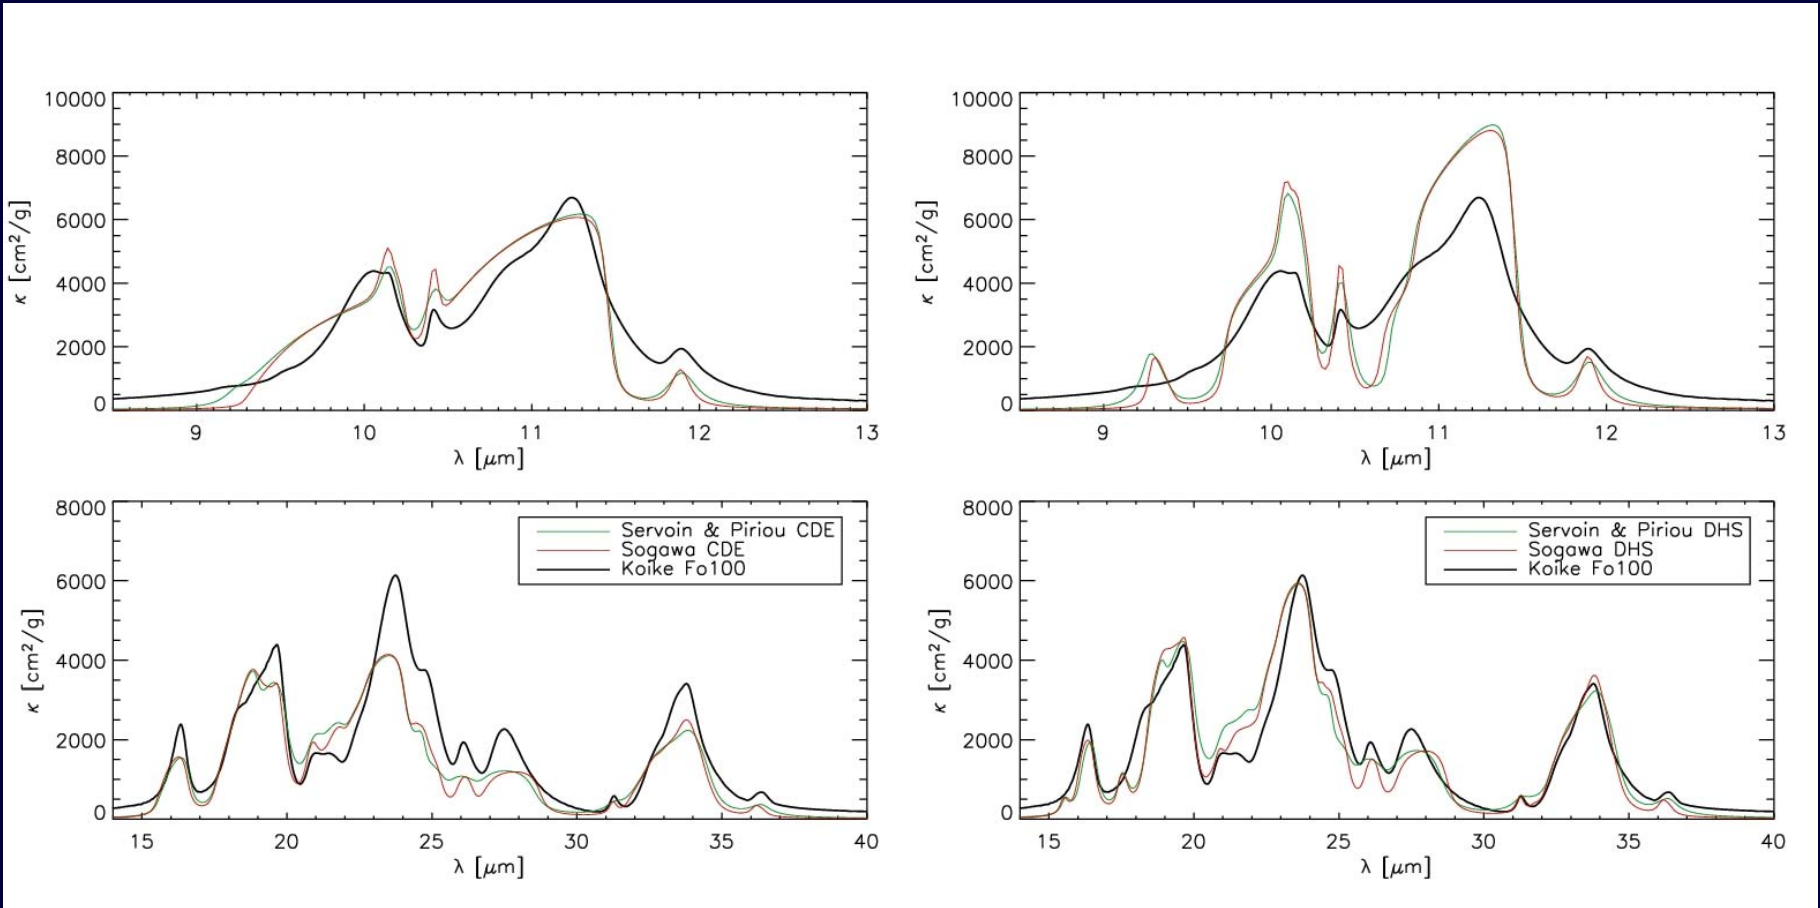 10000
8000
6000
4000
2000
0
κ [cm²/g]
9 10 11 12 13
λ [μm]
10000
8000
6000
4000
2000
0
κ [cm²/g]
9 10 11 12 13
λ [μm]
8000
6000
4000
2000
0
κ [cm²/g]
Servoin & Piriou CDE
Sogawa CDE
Koike Fo100
15 20 25 30 35 40
λ [μm]
8000
6000
4000
2000
0
κ [cm²/g]
Servoin & Piriou DHS
Sogawa DHS
Koike Fo100
15 20 25 30 35 40
λ [μm]